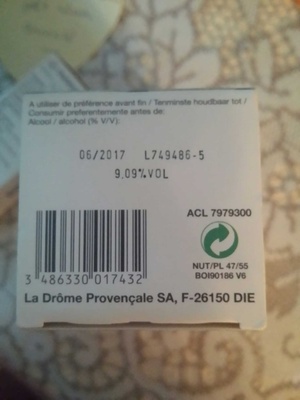 A utiliser de préférence avant fin / Tenminste houdbaar tot /
Consumir preferentemente antes de:
Alcool / alcohol (% V/V):
06/2017 L749486-5
9.09%VOL
ACL 7979300
NUT/PL 47/55
BOI90186 V6
3 486330 017432
La Drôme Provençale SA, F-26150 DIE